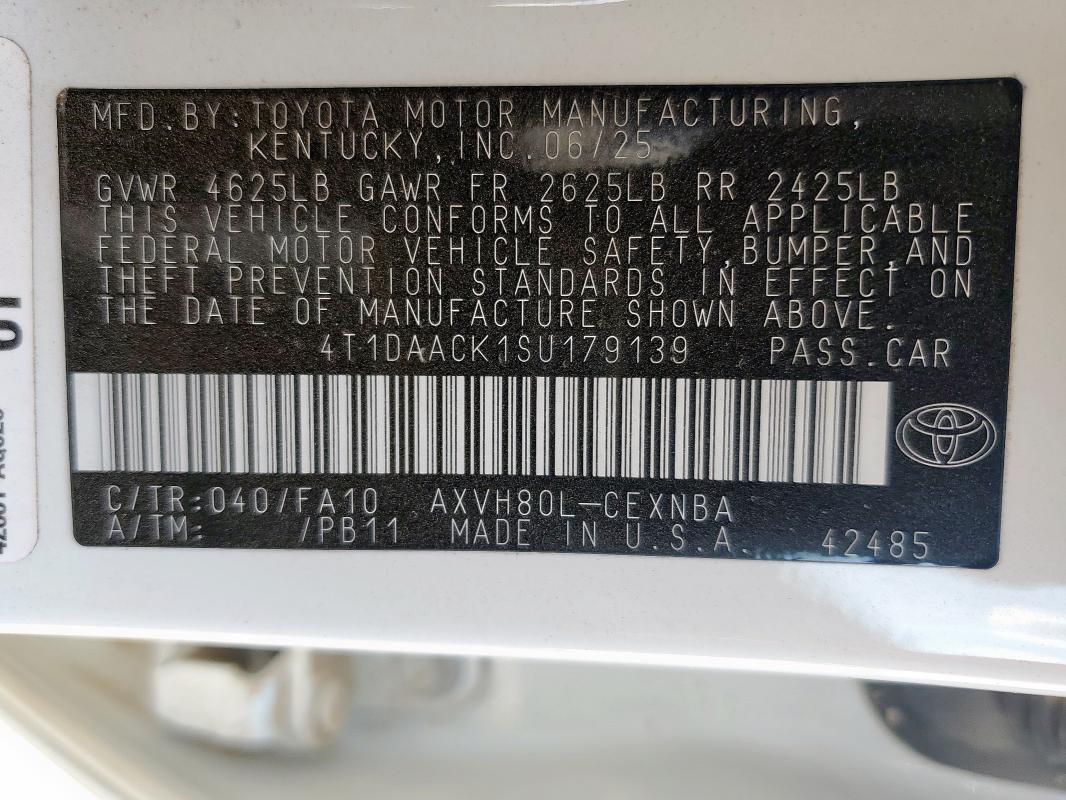 MFD.BY:TOYOTA MOTOR MANUFACTURING,
KENTUCKY,INC.06/25
GVWR 4625LB GAWR FR 2625LB RR 2425LB
THIS VEHICLE CONFORMS TO ALL APPLICABLE
FEDERAL MOTOR VEHICLE SAFETY,BUMPER,AND
THEFT PREVENTION STANDARDS IN EFFECT ON
THE DATE OF MANUFACTURE SHOWN ABOVE.
4T1DAACK1SU179139 PASS.CAR
C/TR:040/FA10 AXVH80L-CEXNBA
A/TM: /PB11 MADE IN U.S.A. 42485